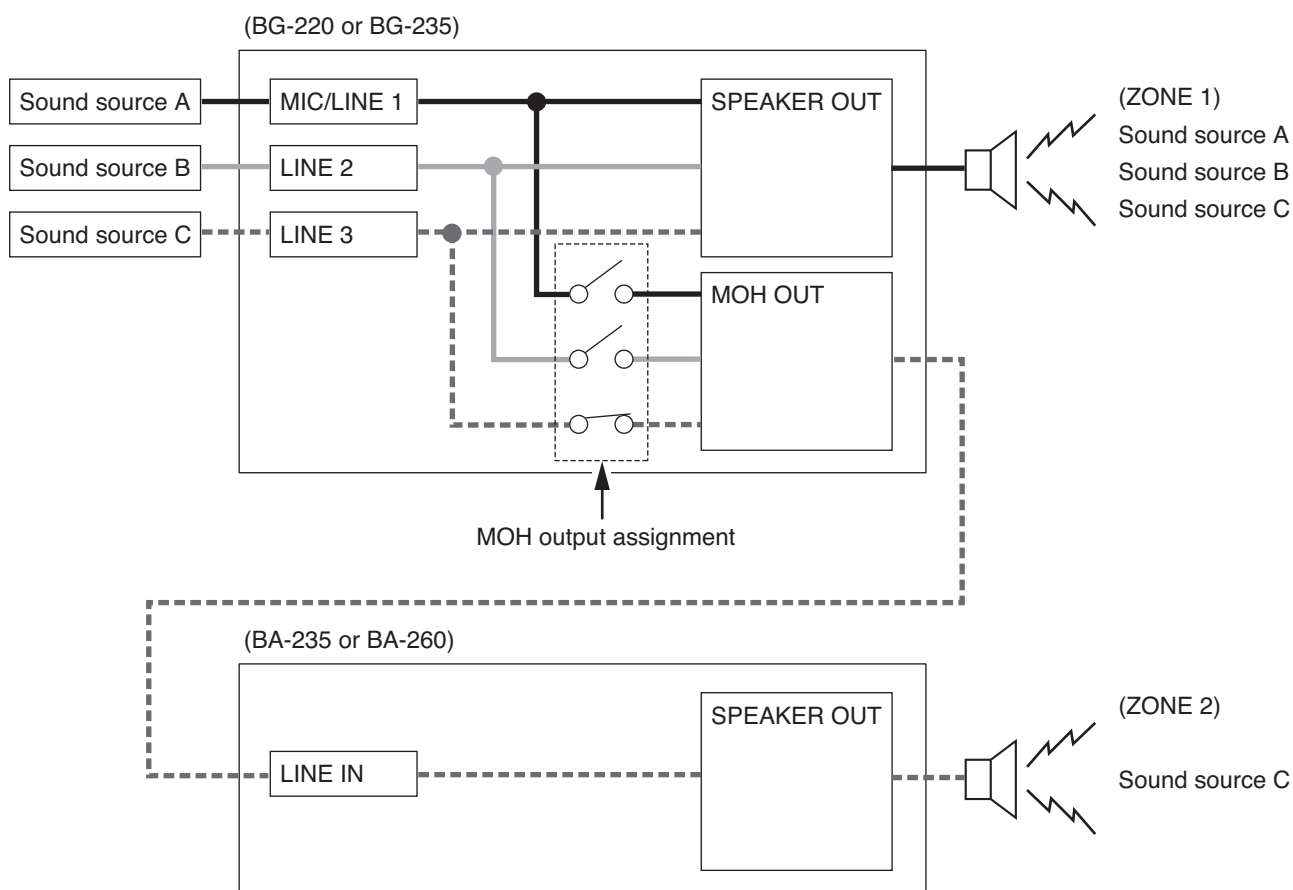 (BG-220 or BG-235)
Sound source A
MIC/LINE 1
SPEAKER OUT
(ZONE 1)
Sound source A
Sound source B
LINE 2
Sound source B
Sound source C
LINE 3
Sound source C
MOH OUT
MOH output assignment
(BA-235 or BA-260)
SPEAKER OUT
(ZONE 2)
LINE IN
Sound source C